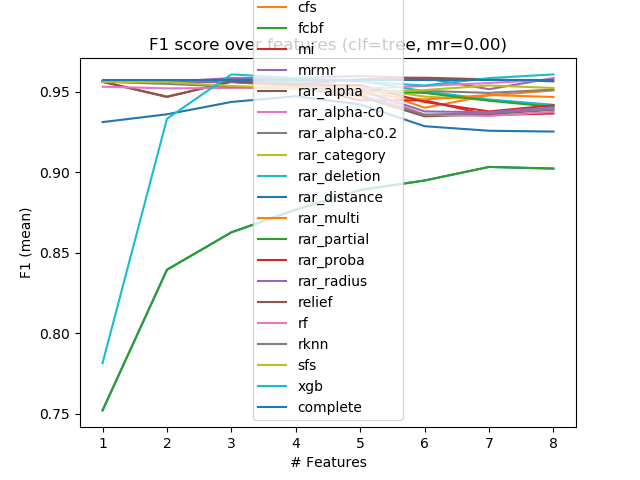 cfs
fcbf
F1 score over features (clf=tree, mr=0.00)
mi
mrmr
rar_alpha
rar_alpha-c0
rar_alpha-c0.2
rar_category
rar_deletion
rar_distance
rar_multi
rar_partial
rar_proba
rar_radius
relief
rf
rknn
sfs
xgb
complete
0.95
0.90
0.85
0.80
0.75
F1 (mean)
1 2 3 4 5 6 7 8
# Features